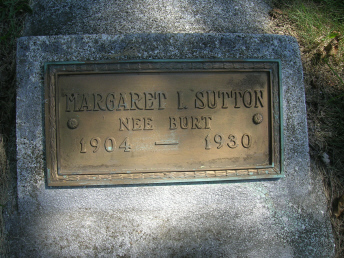 MARGARET I. SUTTON
NEE BURT
1904 — 1930